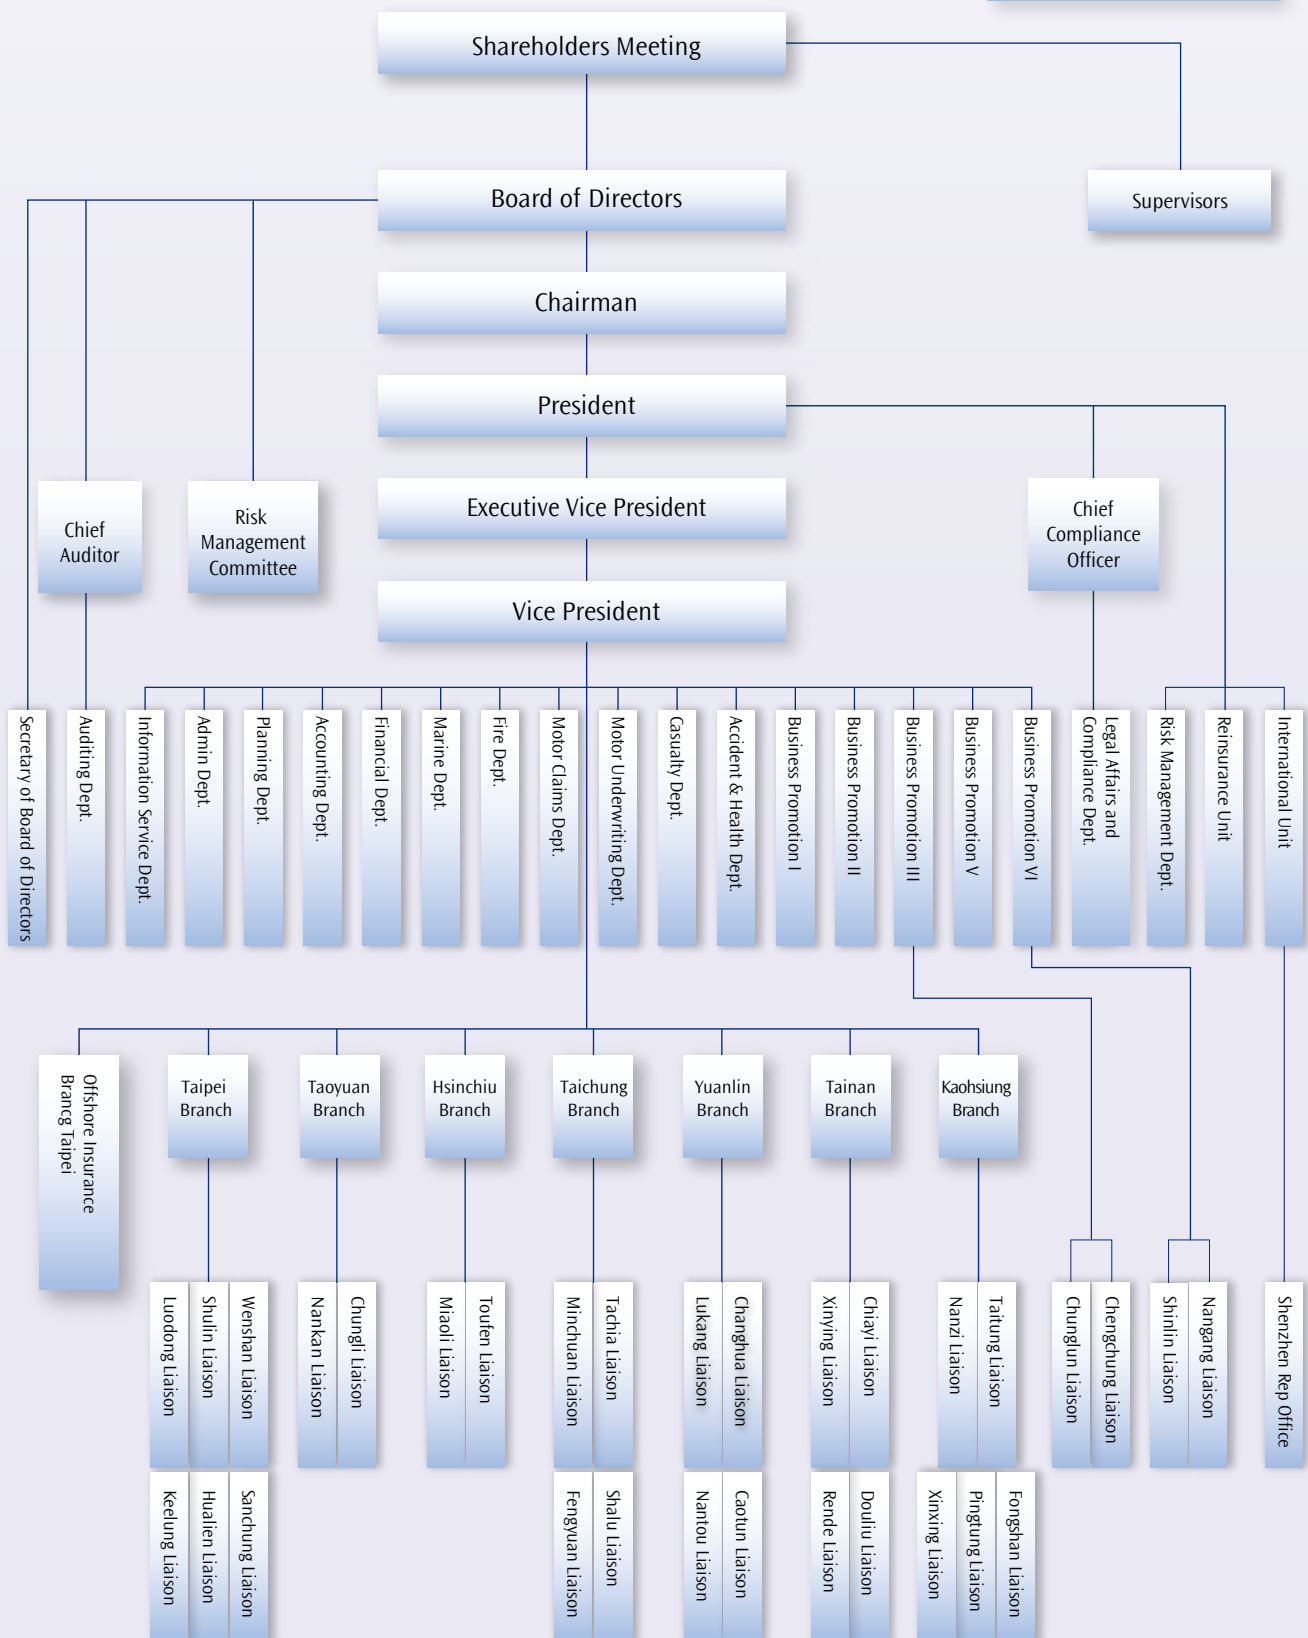 Shareholders Meeting
Board of Directors
Supervisors
Chairman
President
Executive Vice President
Vice President
Chief
Auditor
Risk
Management
Committee
Chief
Compliance
Officer
Secretary of Board of Directors
Auditing Dept.
Information Service Dept.
Admin Dept.
Planning Dept.
Accounting Dept.
Financial Dept.
Marine Dept.
Fire Dept.
Motor Claims Dept.
Motor Underwriting Dept.
Casualty Dept.
Accident & Health Dept.
Business Promotion I
Business Promotion II
Business Promotion III
Business Promotion V
Business Promotion VI
Legal Affairs and
Compliance Dept.
Risk Management Dept.
Reinsurance Unit
International Unit
Offshore Insurance
Brancg Taipei
Taipei
Branch
Taoyuan
Branch
Hsinchiu
Branch
Taichung
Branch
Yuanlin
Branch
Tainan
Branch
Kaohsiung
Branch
Luodong Liaison
Shulin Liaison
Wenshan Liaison
Nankan Liaison
Chungli Liaison
Miaoli Liaison
Toufen Liaison
Minchuan Liaison
Tachia Liaison
Lukang Liaison
Changhua Liaison
Xinying Liaison
Chiayi Liaison
Nanzi Liaison
Taitung Liaison
Chunglun Liaison
Chengchung Liaison
Shinlin Liaison
Nangang Liaison
Shenzhen Rep Office
Keelung Liaison
Hualien Liaison
Sanchung Liaison
Fengyuan Liaison
Shalu Liaison
Nantou Liaison
Caotun Liaison
Rende Liaison
Douliu Liaison
Xinxing Liaison
Pingtung Liaison
Fongshan Liaison